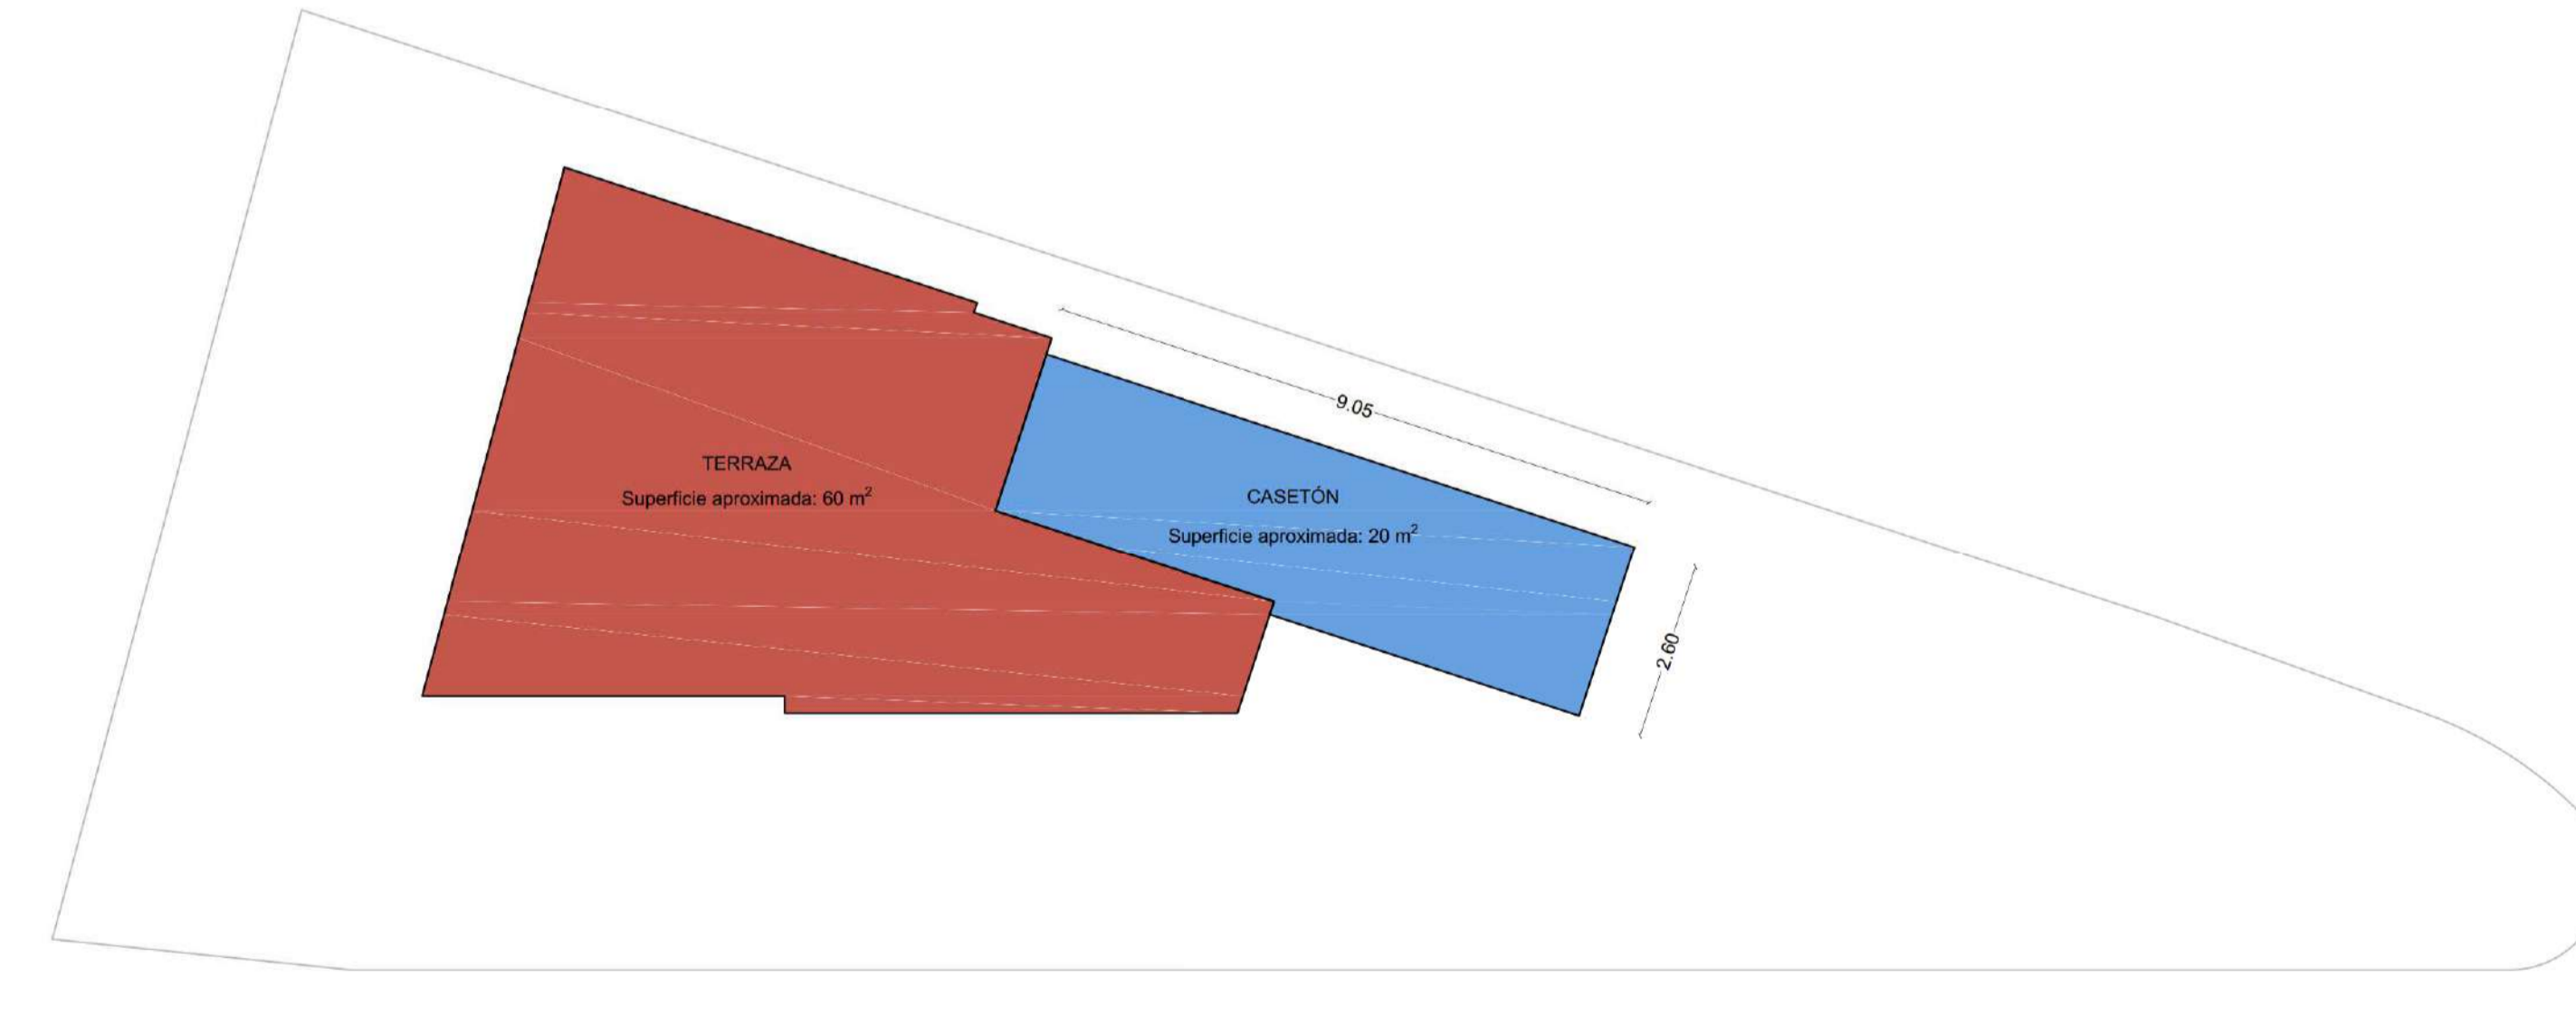 9.05
TERRAZA
Superficie aproximada: 60 m²
CASETÓN
Superficie aproximada: 20 m²
2.60